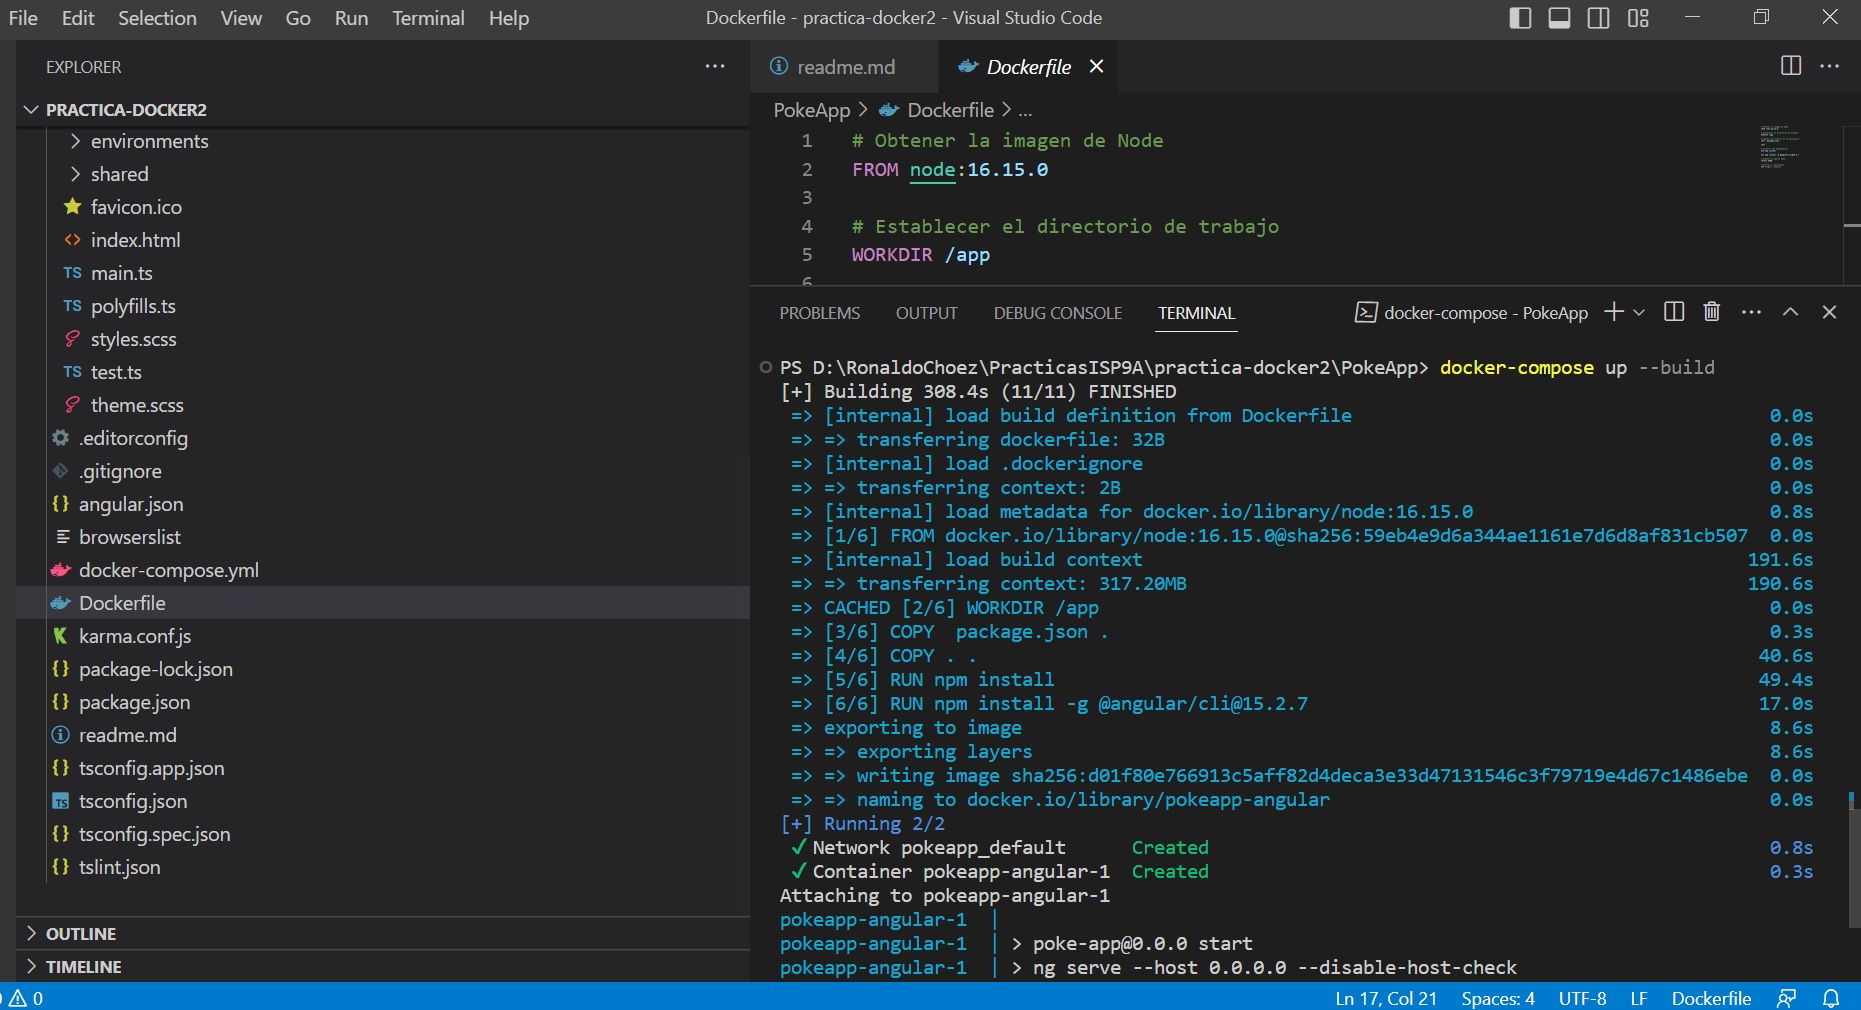 File Edit Selection View Go Run Terminal Help
Dockerfile - practica-docker2 - Visual Studio Code
EXPLORER
PRACTICA-DOCKER2
environments
shared
favicon.ico
index.html
TS main.ts
TS polyfills.ts
styles.scss
TS test.ts
theme.scss
.editorconfig
.gitignore
{} angular.json
browserslist
docker-compose.yml
Dockerfile
karma.conf.js
{} package-lock.json
{} package.json
readme.md
{} tsconfig.app.json
TS tsconfig.json
{} tsconfig.spec.json
{} tslint.json
OUTLINE
TIMELINE
readme.md Dockerfile
PokeApp > Dockerfile > ...
1 # Obtener la imagen de Node
2 FROM node:16.15.0
3
4 # Establecer el directorio de trabajo
5 WORKDIR /app
6
PROBLEMS OUTPUT DEBUG CONSOLE TERMINAL docker-compose - PokeApp
PS D:\RonaldoChoez\PracticasISP9A\practica-docker2\PokeApp> docker-compose up --build
[+] Building 308.4s (11/11) FINISHED
=> [internal] load build definition from Dockerfile 0.0s
=> => transferring dockerfile: 32B 0.0s
=> [internal] load .dockerignore 0.0s
=> => transferring context: 2B 0.0s
=> [internal] load metadata for docker.io/library/node:16.15.0 0.8s
=> [1/6] FROM docker.io/library/node:16.15.0@sha256:59eb4e9d6a344ae1161e7d6d8af831cb507 0.0s
=> [internal] load build context 191.6s
=> => transferring context: 317.20MB 190.6s
=> CACHED [2/6] WORKDIR /app 0.0s
=> [3/6] COPY package.json . 0.3s
=> [4/6] COPY . . 40.6s
=> [5/6] RUN npm install 49.4s
=> [6/6] RUN npm install -g @angular/cli@15.2.7 17.0s
=> exporting to image 8.6s
=> => exporting layers 8.6s
=> => writing image sha256:d01f80e766913c5aff82d4deca3e33d47131546c3f79719e4d67c1486ebe 0.0s
=> => naming to docker.io/library/pokeapp-angular 0.0s
[+] Running 2/2
✓ Network pokeapp_default Created 0.8s
✓ Container pokeapp-angular-1 Created 0.3s
Attaching to pokeapp-angular-1
pokeapp-angular-1 |
pokeapp-angular-1 | > poke-app@0.0.0 start
pokeapp-angular-1 | > ng serve --host 0.0.0.0 --disable-host-check
0
Ln 17, Col 21 Spaces: 4 UTF-8 LF Dockerfile